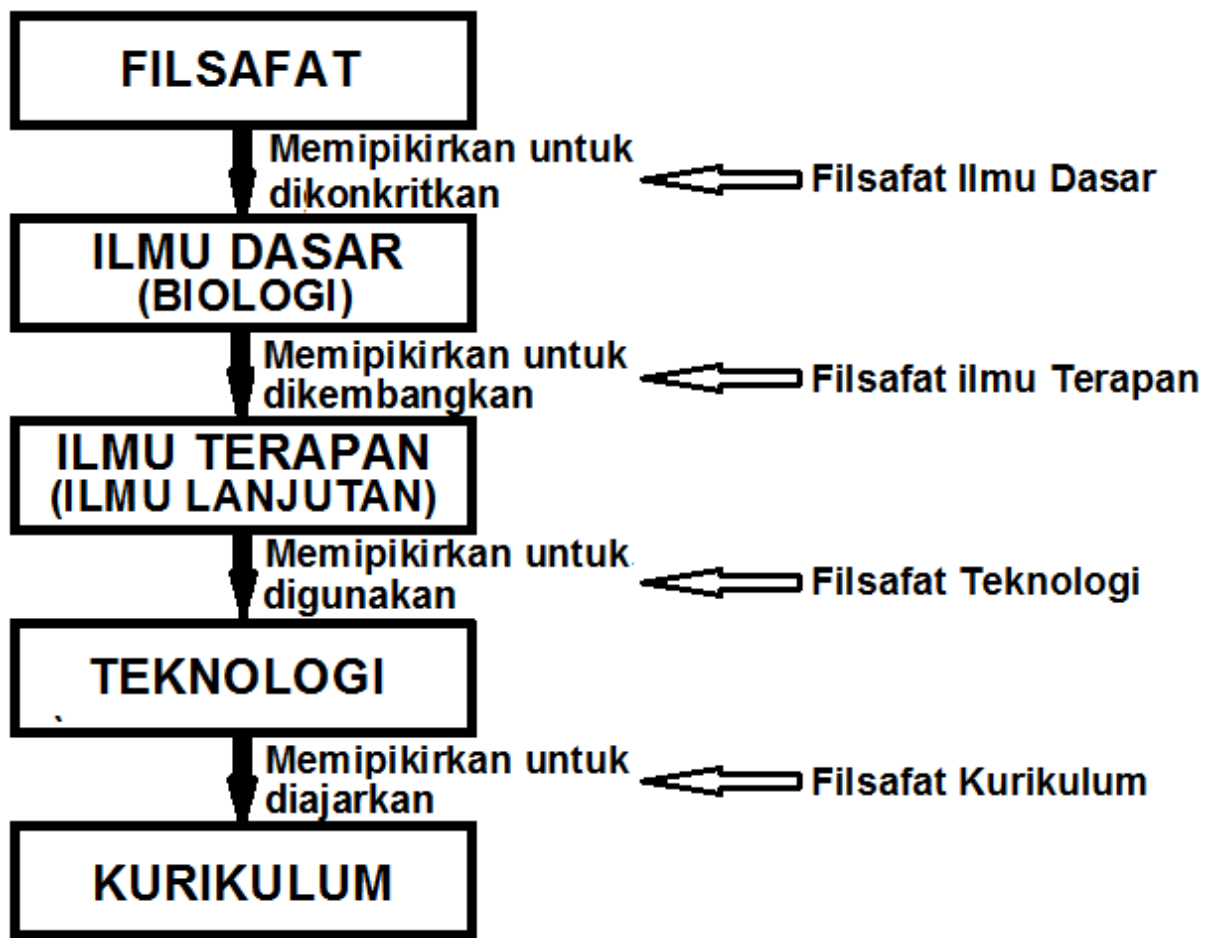 FILSAFAT
Memipikirkan untuk
dikonkritkan
Filsafat Ilmu Dasar
ILMU DASAR
(BIOLOGI)
Memipikirkan untuk
dikembangkan
Filsafat ilmu Terapan
ILMU TERAPAN
(ILMU LANJUTAN)
Memipikirkan untuk
digunakan
Filsafat Teknologi
TEKNOLOGI
Memipikirkan untuk
diajarkan
Filsafat Kurikulum
KURIKULUM